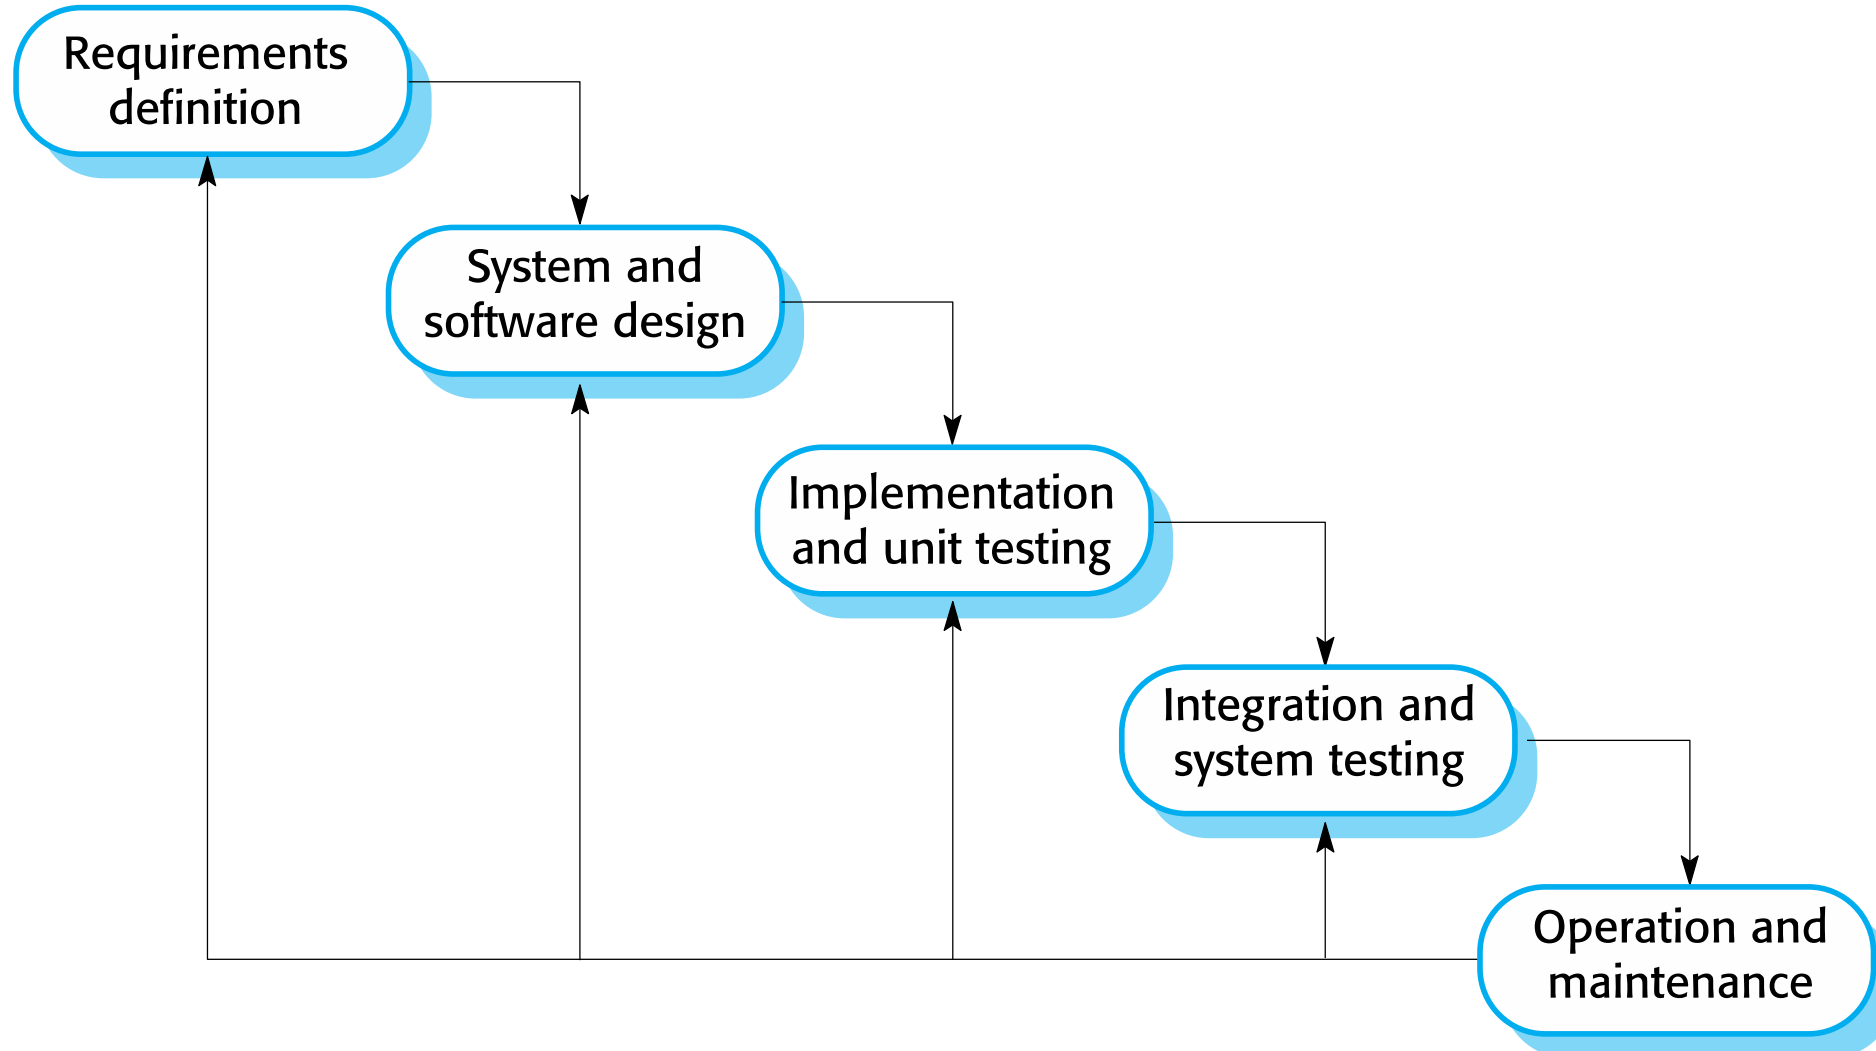 Requirements
definition
System and
software design
Implementation
and unit testing
Integration and
system testing
Operation and
maintenance